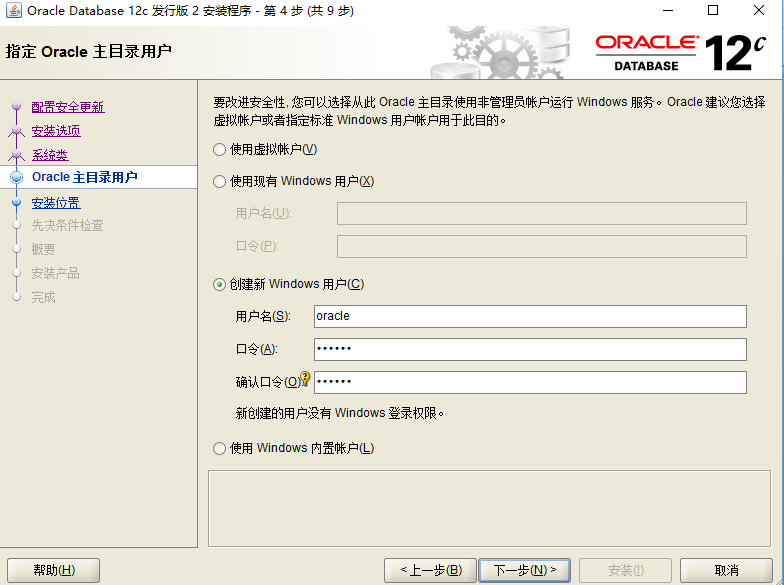 Oracle Database 12c 发行版 2 安装程序 - 第 4 步 (共 9 步)
指定 Oracle 主目录用户
ORACLE®
DATABASE
12c
配置安全更新
安装选项
系统类
Oracle 主目录用户
安装位置
先决条件检查
概要
安装产品
完成
要改进安全性, 您可以选择从此 Oracle 主目录使用非管理员帐户运行 Windows 服务。Oracle 建议您选择
虚拟帐户或者指定标准 Windows 用户帐户用于此目的。
使用虚拟帐户(V)
使用现有 Windows 用户(X)
用户名(U):
口令(P):
创建新 Windows 用户(C)
用户名(S): oracle
口令(A): ••••••
确认口令(O) ••••••
新创建的用户没有 Windows 登录权限。
使用 Windows 内置帐户(L)
帮助(H)
< 上一步(B)
下一步(N) >
安装(I)
取消